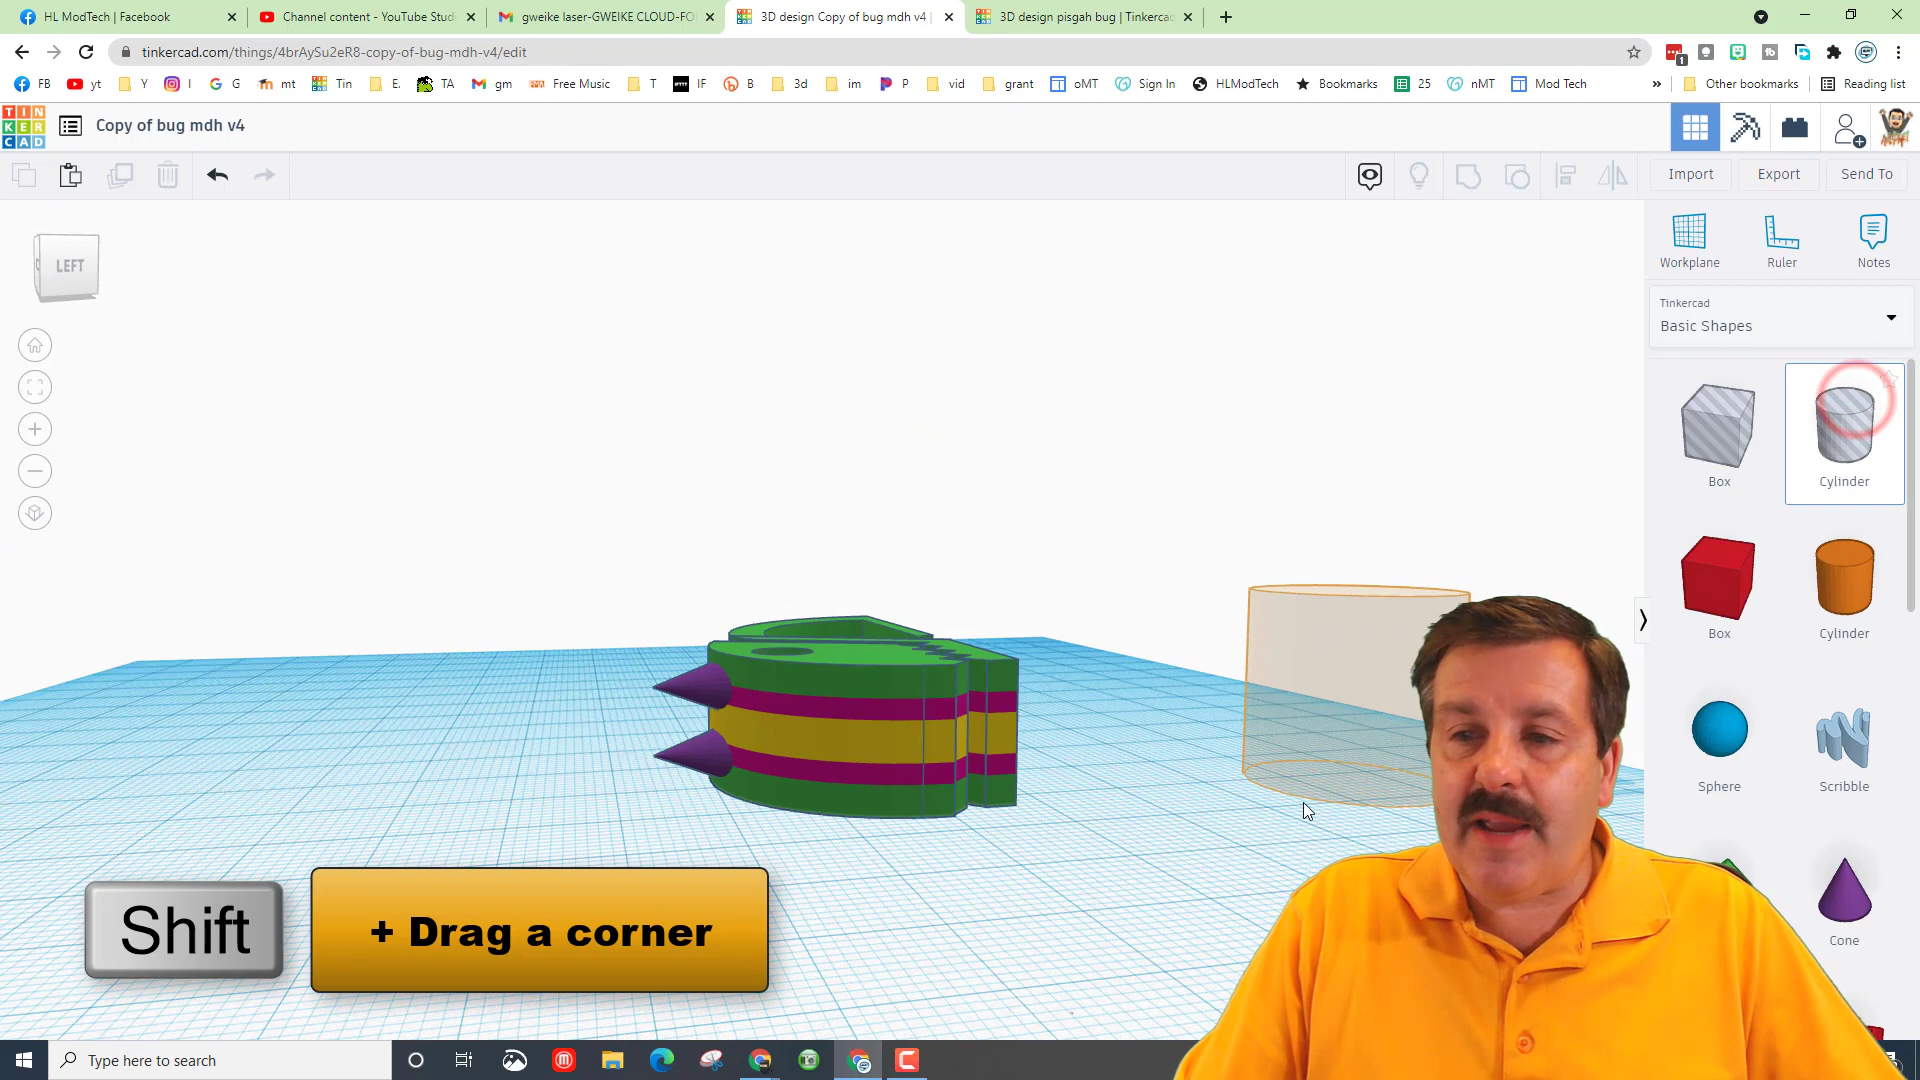 HL ModTech | Facebook
Channel content - YouTube Stud
gweike laser-GWEIKE CLOUD-FO
3D design Copy of bug mdh v4 |
3D design pisgah bug | Tinkerca
tinkercad.com/things/4brAySu2eR8-copy-of-bug-mdh-v4/edit
1
FB yt Y I G mt Tin E. TA gm Free Music T IF B 3d im P vid grant oMT Sign In HLModTech Bookmarks 25 nMT Mod Tech » Other bookmarks Reading list
TIN
KER
CAD
Copy of bug mdh v4
Import Export Send To
LEFT
Workplane Ruler Notes
Tinkercad
Basic Shapes
Box Cylinder
Box Cylinder
Sphere Scribble
Cone
Shift
+ Drag a corner
Type here to search